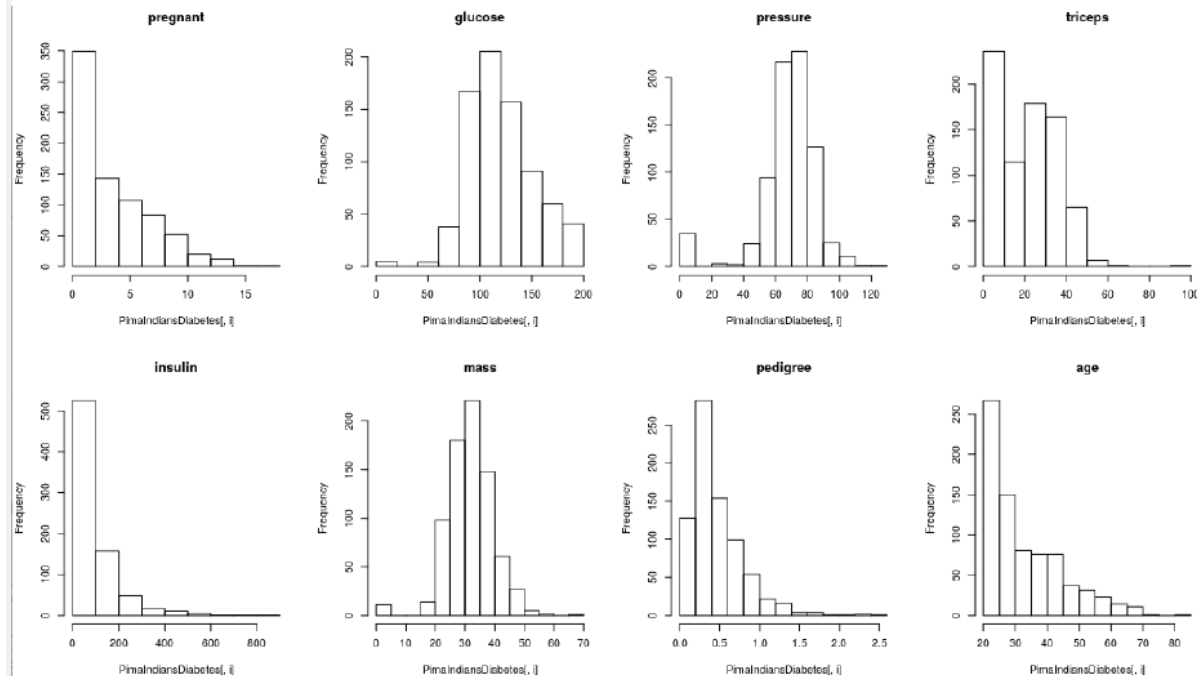 pregnant
Frequency
0 50 100 150 200 250 300 350
0 5 10 15
PimaIndiansDiabetes[, i]
glucose
Frequency
0 50 100 150 200
0 50 100 150 200
PimaIndiansDiabetes[, i]
pressure
Frequency
0 50 100 150 200
0 20 40 60 80 100 120
PimaIndiansDiabetes[, i]
triceps
Frequency
0 50 100 150 200
0 20 40 60 80 100
PimaIndiansDiabetes[, i]
insulin
Frequency
0 100 200 300 400 500
0 200 400 600 800
PimaIndiansDiabetes[, i]
mass
Frequency
0 50 100 150 200
0 10 20 30 40 50 60 70
PimaIndiansDiabetes[, i]
pedigree
Frequency
0 50 100 150 200 250
0.0 0.5 1.0 1.5 2.0 2.5
PimaIndiansDiabetes[, i]
age
Frequency
0 50 100 150 200 250
20 30 40 50 60 70 80
PimaIndiansDiabetes[, i]